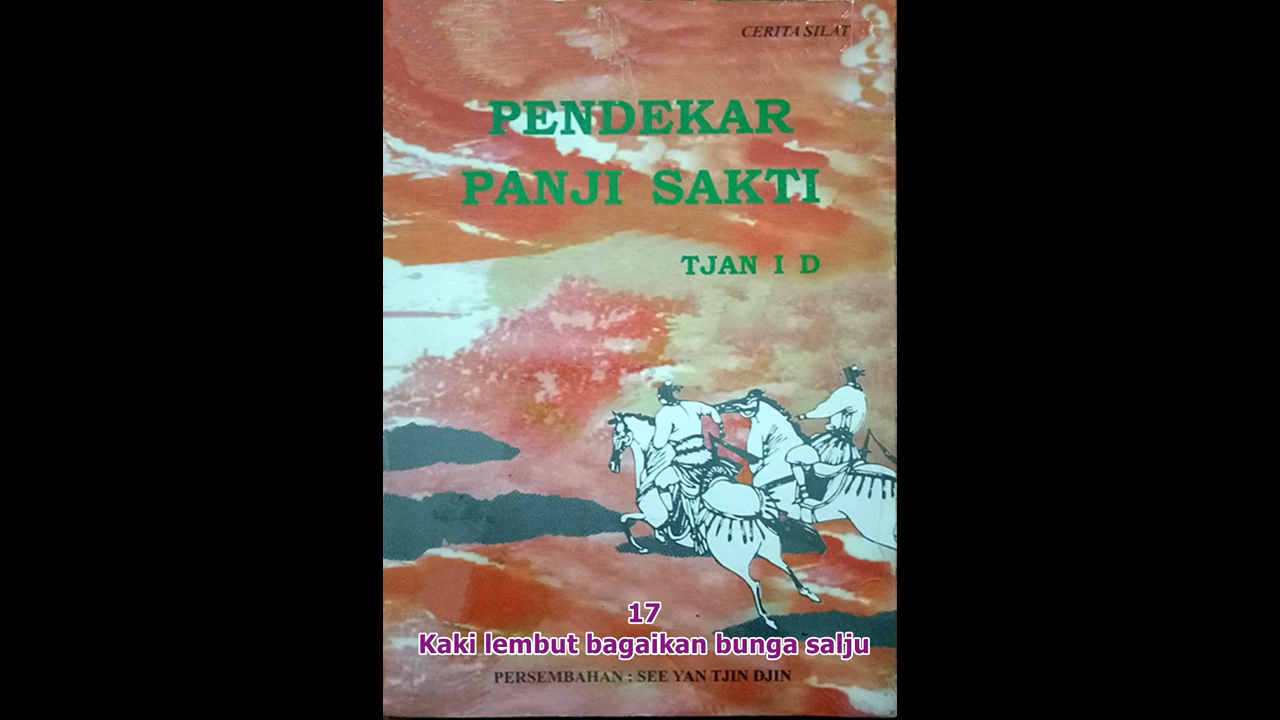 CERITA SILAT
PENDEKAR
PANJI SAKTI
TJAN I D
17
Kaki lembut bagaikan bunga salju
PERSEMBAHAN : SEE YAN TJIN DJIN